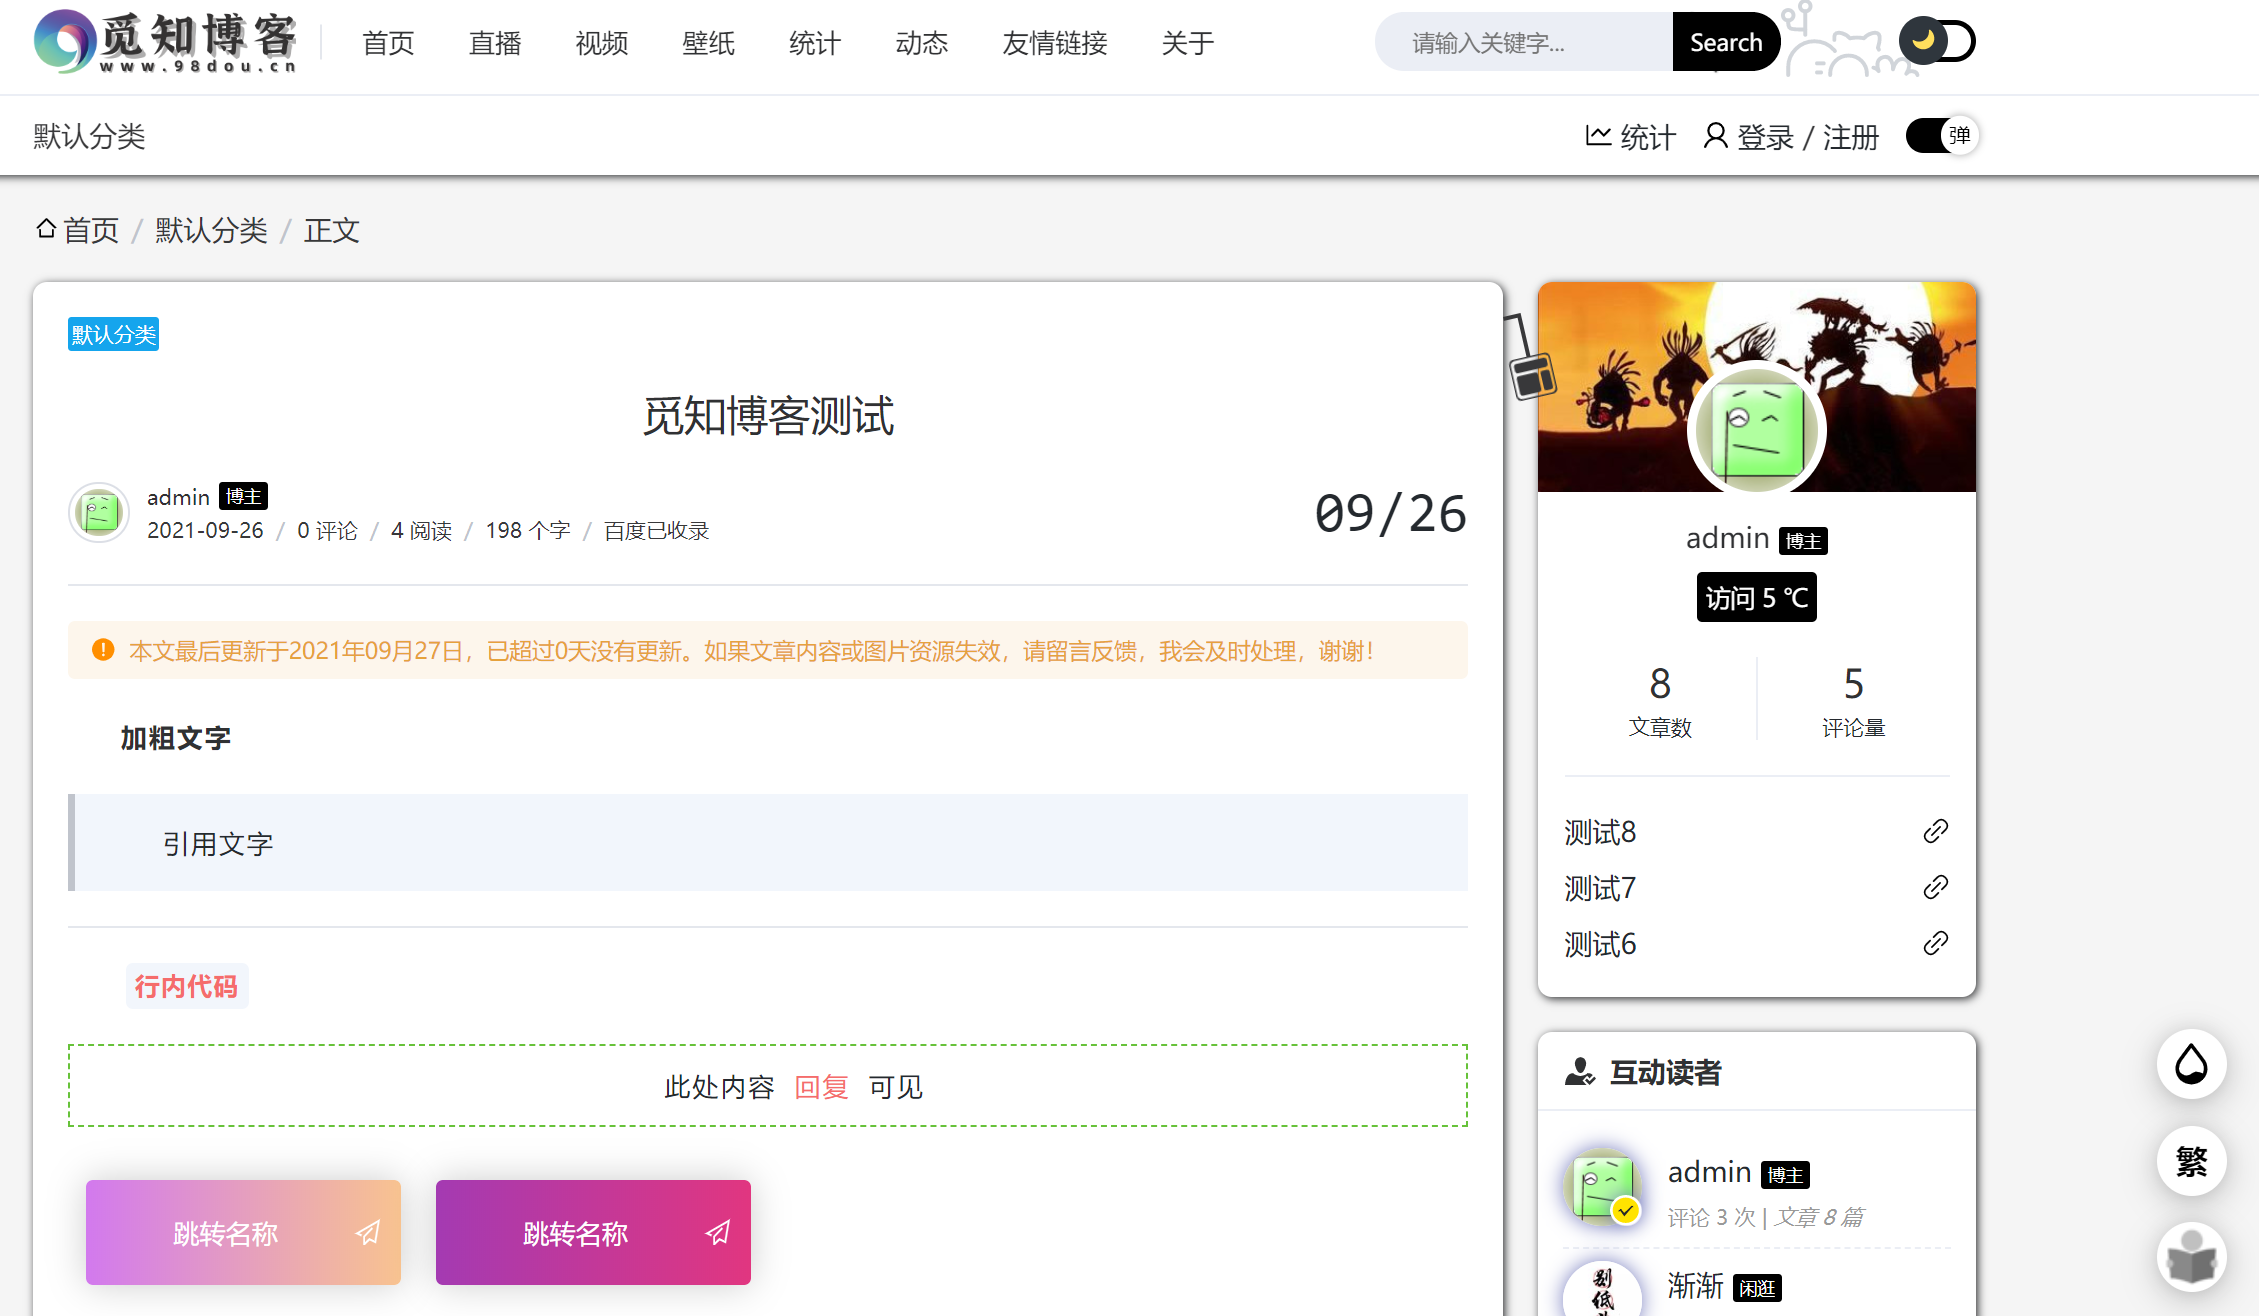 觅知博客
www.98dou.cn
首页 直播 视频 壁纸 统计 动态 友情链接 关于
请输入关键字... Search
默认分类
统计 登录 / 注册 弹
首页 / 默认分类 / 正文
默认分类
觅知博客测试
admin 博主
2021-09-26 / 0 评论 / 4 阅读 / 198 个字 / 百度已收录
09/26
本文最后更新于2021年09月27日，已超过0天没有更新。如果文章内容或图片资源失效，请留言反馈，我会及时处理，谢谢！
加粗文字
引用文字
行内代码
此处内容 回复 可见
跳转名称 跳转名称
admin 博主
访问 5 ℃
8 5
文章数 评论量
测试8
测试7
测试6
互动读者
admin 博主
评论 3 次 | 文章 8 篇
渐渐 闲逛
别低
繁